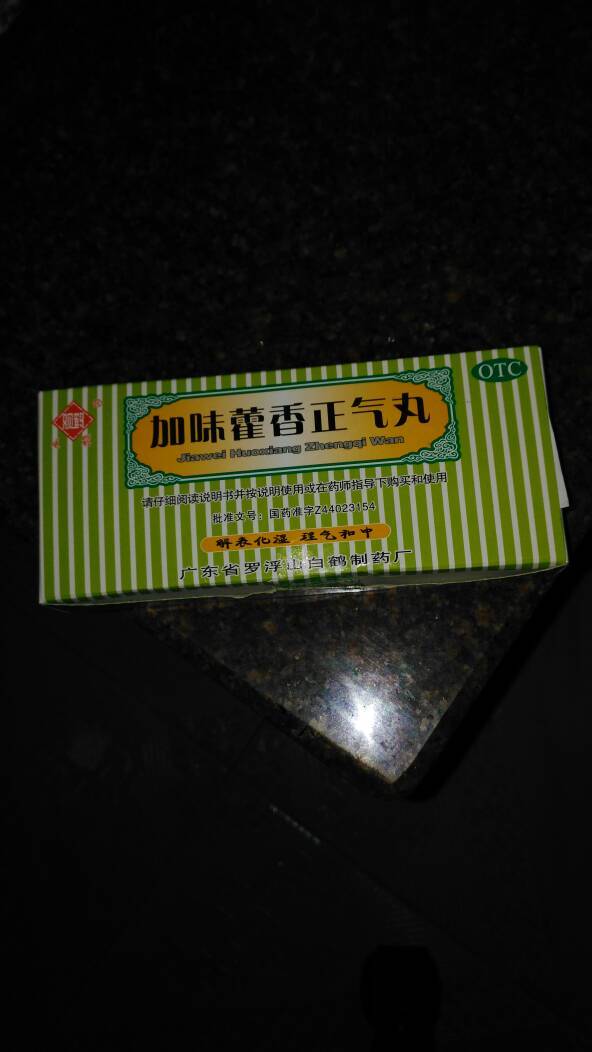 OTC
加味藿香正气丸
Jiawei Huoxiang Zhengqi Wan
请仔细阅读说明书并按说明使用或在药师指导下购买和使用
批准文号：国药准字Z44023154
解表化湿 理气和中
广东省罗浮山白鹤制药厂